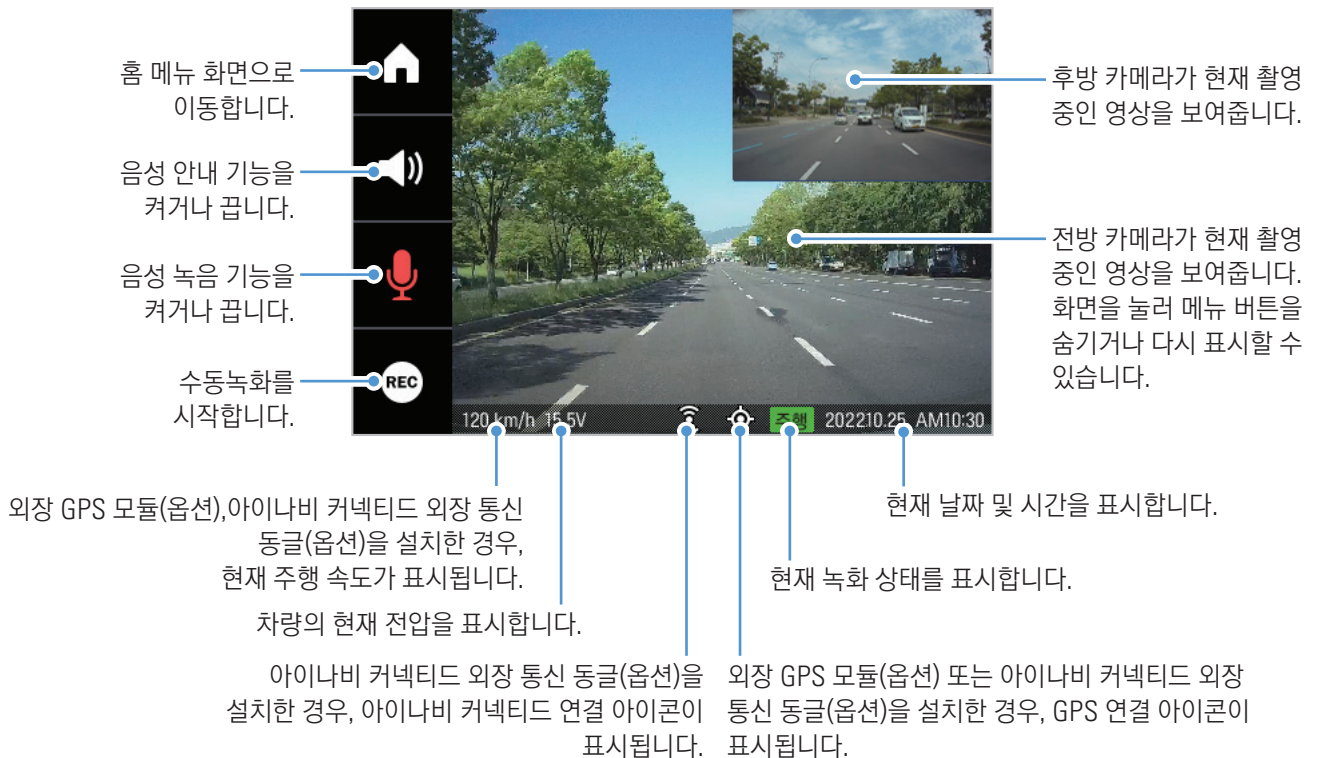 홈 메뉴 화면으로
이동합니다.
음성 안내 기능을
켜거나 끕니다.
음성 녹음 기능을
켜거나 끕니다.
수동녹화를
시작합니다.
REC
후방 카메라가 현재 촬영
중인 영상을 보여줍니다.
전방 카메라가 현재 촬영
중인 영상을 보여줍니다.
화면을 눌러 메뉴 버튼을
숨기거나 다시 표시할 수
있습니다.
120 km/h 15.5V 주행 2022.10.25 AM10:30
외장 GPS 모듈(옵션),아이나비 커넥티드 외장 통신
동글(옵션)을 설치한 경우,
현재 주행 속도가 표시됩니다.
차량의 현재 전압을 표시합니다.
아이나비 커넥티드 외장 통신 동글(옵션)을
설치한 경우, 아이나비 커넥티드 연결 아이콘이
표시됩니다.
외장 GPS 모듈(옵션) 또는 아이나비 커넥티드 외장
통신 동글(옵션)을 설치한 경우, GPS 연결 아이콘이
표시됩니다.
현재 녹화 상태를 표시합니다.
현재 날짜 및 시간을 표시합니다.